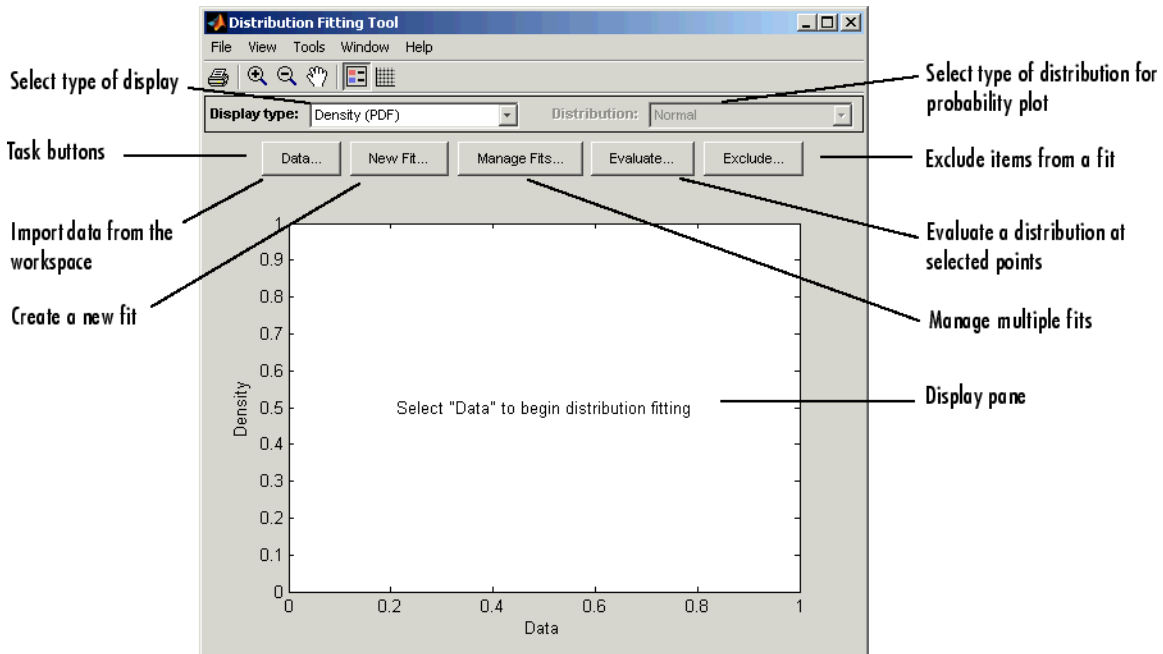 Distribution Fitting Tool
File View Tools Window Help
Select type of display
Select type of distribution for
probability plot
Display type: Density (PDF) Distribution: Normal
Task buttons
Data... New Fit... Manage Fits... Evaluate... Exclude...
Exclude items from a fit
Import data from the
workspace
Evaluate a distribution at
selected points
Create a new fit
Manage multiple fits
Display pane
1
0.9
0.8
0.7
0.6
0.5
0.4
0.3
0.2
0.1
0
Density
Select "Data" to begin distribution fitting
0 0.2 0.4 0.6 0.8 1
Data